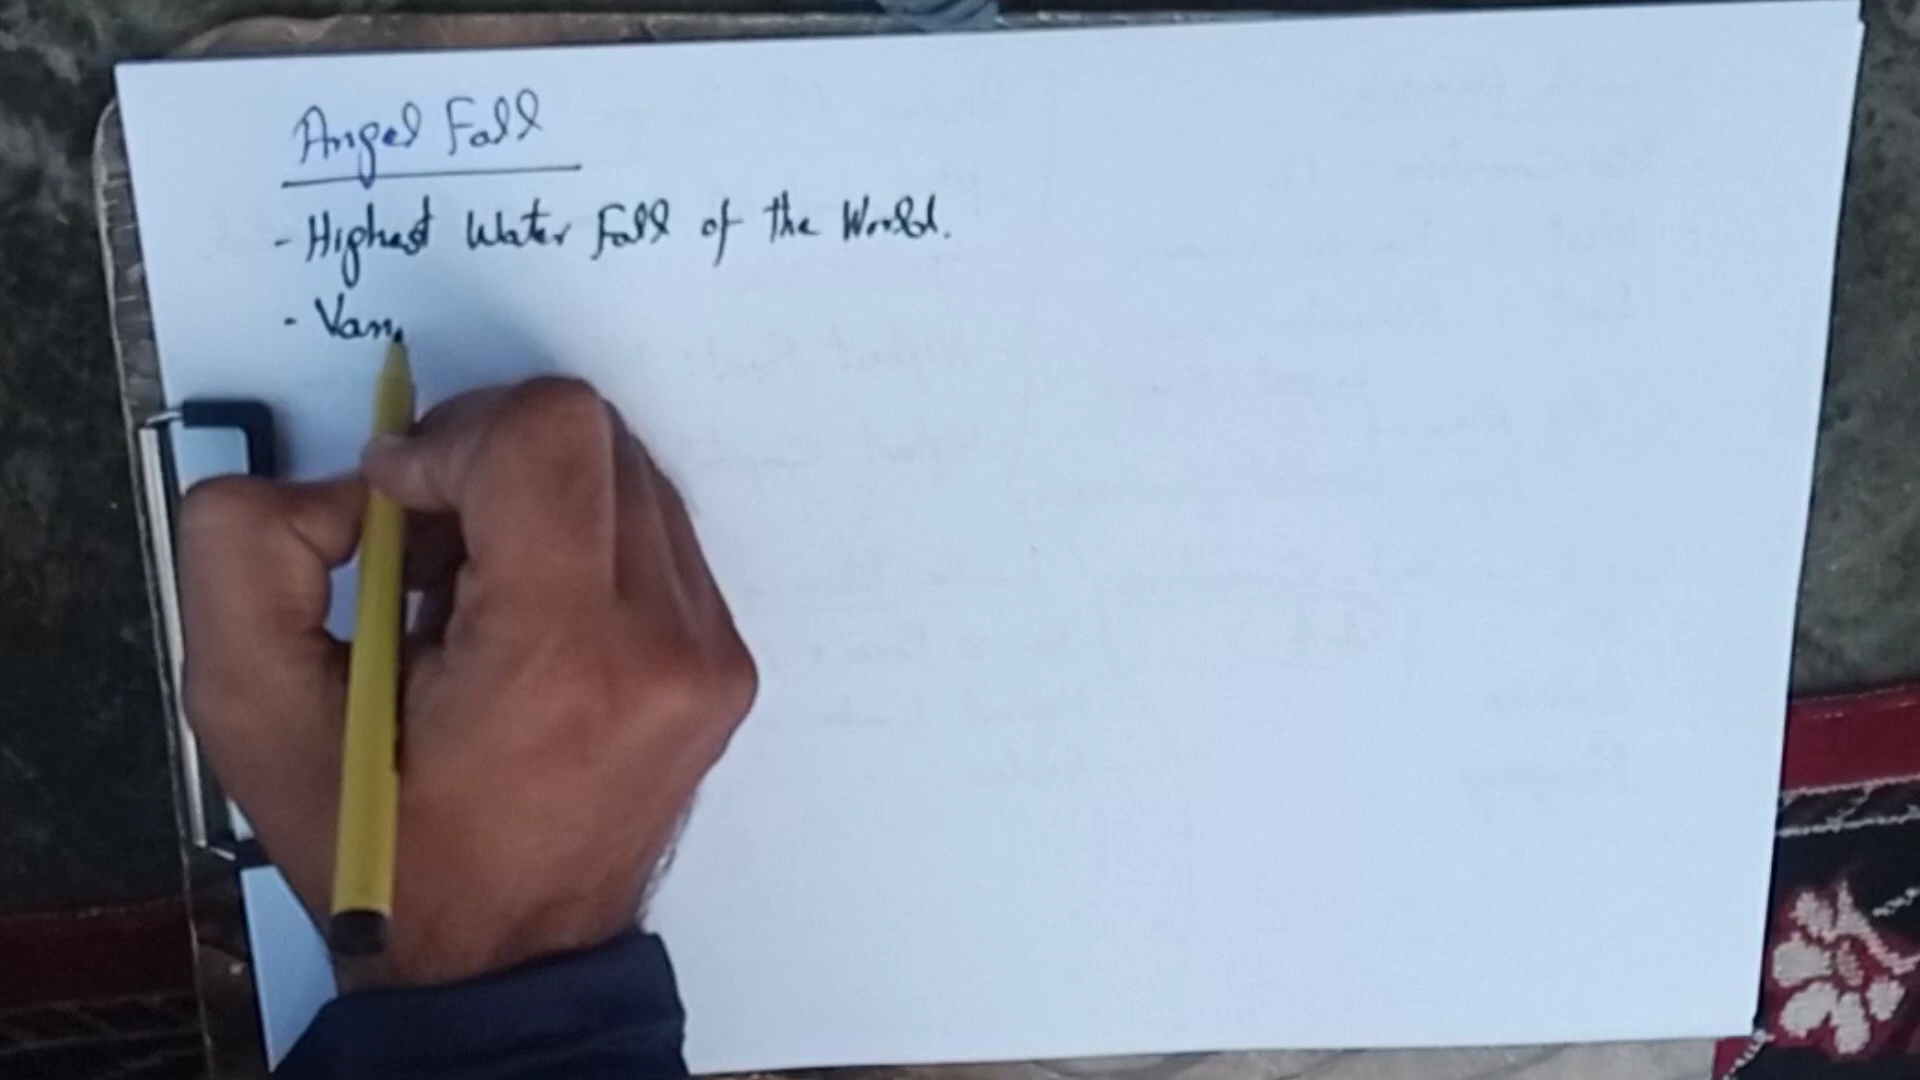 Angel Fall
- Highest Water Fall of the World.
- Van